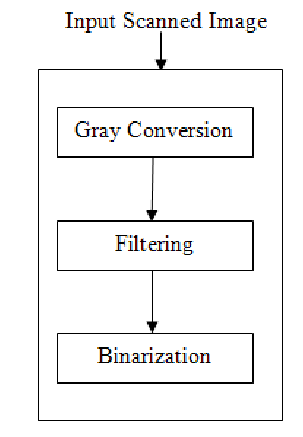 Input Scanned Image
Gray Conversion
Filtering
Binarization